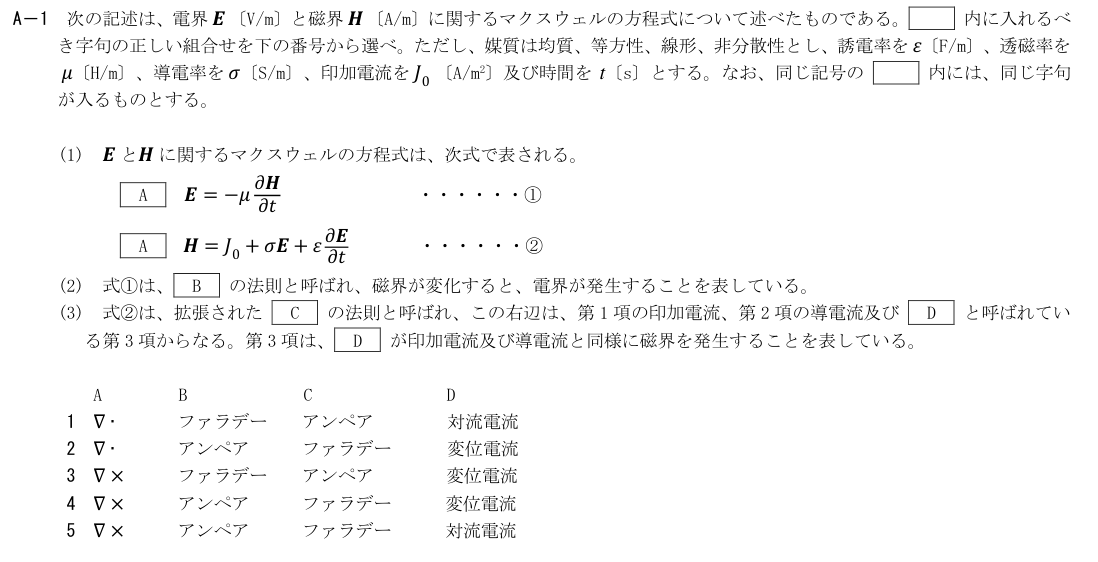 A-1 次の記述は、電界 E〔V/m〕と磁界 H〔A/m〕に関するマクスウェルの方程式について述べたものである。 内に入れるべ
き字句の正しい組合せを下の番号から選べ。ただし、媒質は均質、等方性、線形、非分散性とし、誘電率を ε〔F/m〕、透磁率を
μ〔H/m〕、導電率を σ〔S/m〕、印加電流を J₀〔A/m²〕及び時間を t〔s〕とする。なお、同じ記号の 内には、同じ字句
が入るものとする。
(1) E と H に関するマクスウェルの方程式は、次式で表される。
A E = −μ ∂H/∂t ・・・・・・①
A H = J₀ + σE + ε ∂E/∂t ・・・・・・②
(2) 式①は、 B の法則と呼ばれ、磁界が変化すると、電界が発生することを表している。
(3) 式②は、拡張された C の法則と呼ばれ、この右辺は、第１項の印加電流、第２項の導電流及び D と呼ばれてい
る第３項からなる。第３項は、 D が印加電流及び導電流と同様に磁界を発生することを表している。
A B C D
1 ∇・ ファラデー アンペア 対流電流
2 ∇・ アンペア ファラデー 変位電流
3 ∇× ファラデー アンペア 変位電流
4 ∇× アンペア ファラデー 変位電流
5 ∇× アンペア ファラデー 対流電流